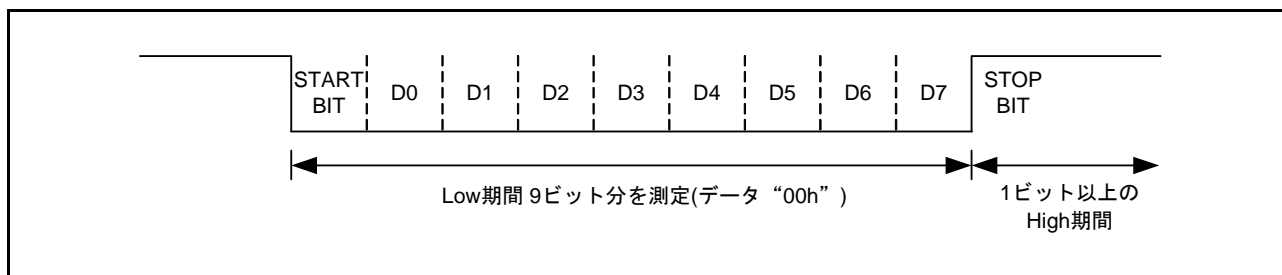 START
BIT
D0
D1
D2
D3
D4
D5
D6
D7
STOP
BIT
Low期間 9ビット分を測定(データ“00h”)
1ビット以上の
High期間